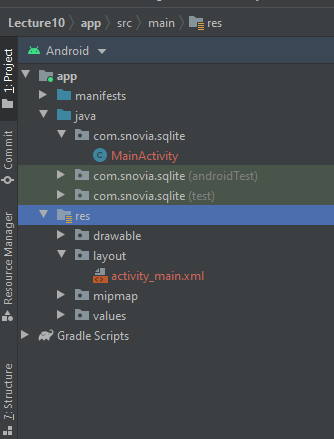 Lecture10 app src main res
Android
1: Project
Commit
Resource Manager
7: Structure
app
manifests
java
com.snovia.sqlite
MainActivity
com.snovia.sqlite (androidTest)
com.snovia.sqlite (test)
res
drawable
layout
activity_main.xml
mipmap
values
Gradle Scripts